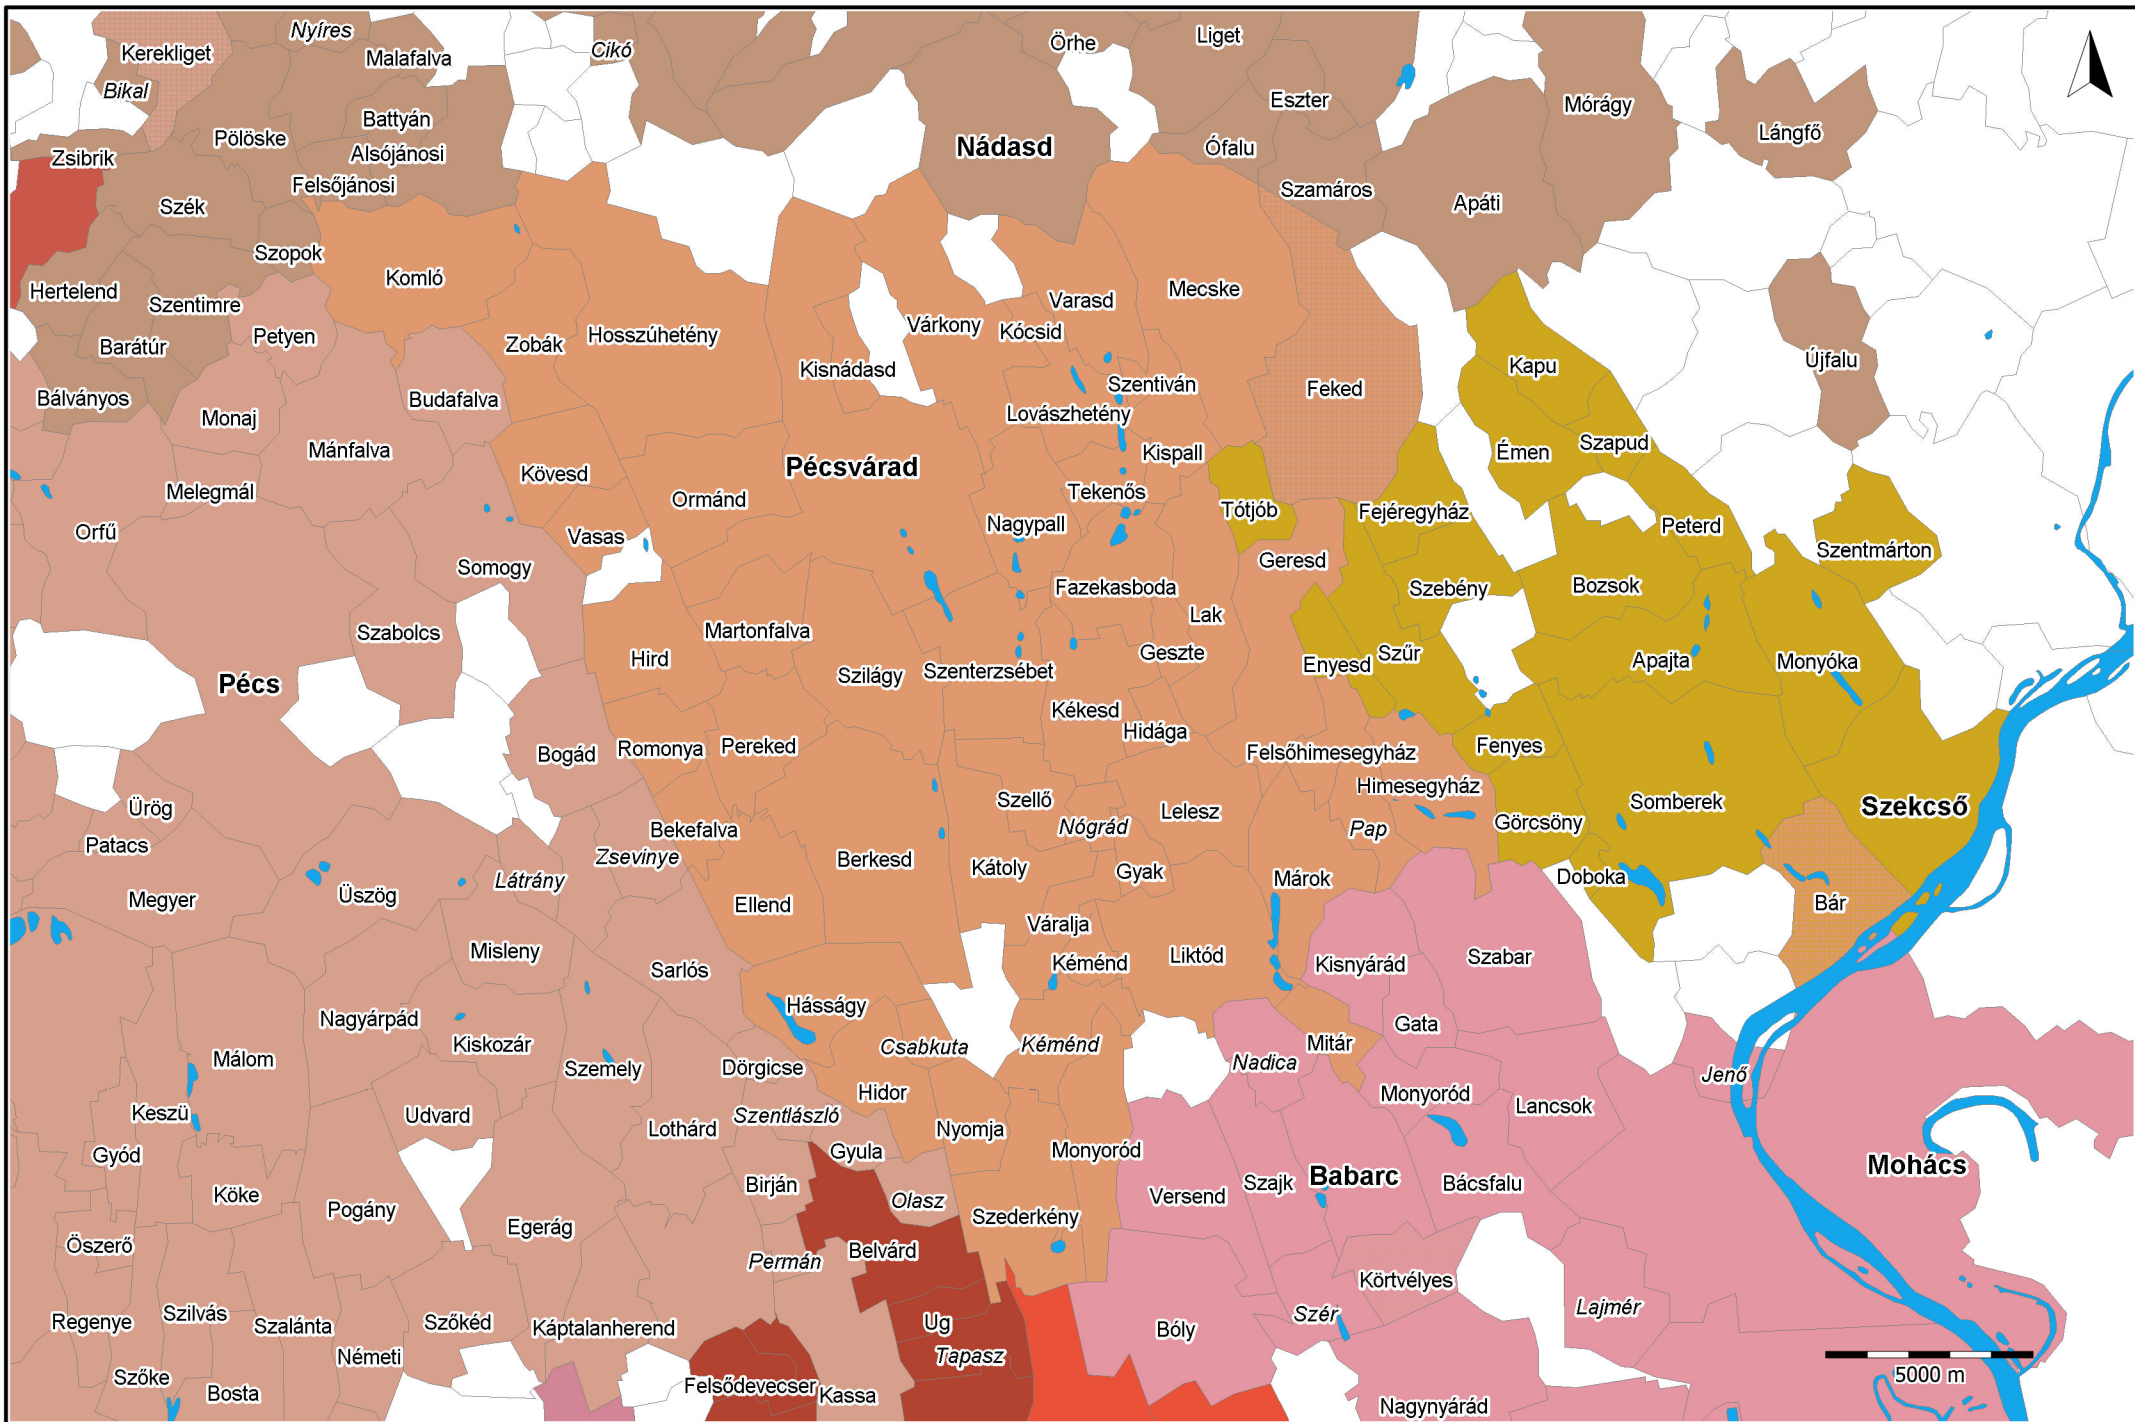 Nyíres
Cikó
Örhe
Liget
Kerekliget
Malafalva
Bikal
Eszter
Mórágy
Battyán
Lángfő
Pölöske
Nádasd
Ófalu
Zsibrik
Alsójánosi
Felsőjánosi
Szamáros
Szék
Apáti
Szopok
Komló
Hertelend
Szentimre
Mecske
Varasd
Petyen
Várkony
Kócsid
Hosszúhetény
Zobák
Barátúr
Újfalu
Kapu
Kisnádasd
Szentiván
Feked
Bálványos
Budafalva
Monaj
Lovászhetény
Szapud
Mánfalva
Émen
Kispall
Pécsvárad
Kövesd
Melegmál
Tekenős
Ormánd
Tótjób
Fejéregyház
Nagypall
Peterd
Orfű
Vasas
Szentmárton
Geresd
Somogy
Fazekasboda
Szebény
Bozsok
Lak
Martonfalva
Szabolcs
Geszte
Szűr
Hird
Enyesd
Apajta
Monyóka
Szenterzsébet
Szilágy
Pécs
Kékesd
Hidága
Romonya
Pereked
Fenyes
Bogád
Felsőhimesegyház
Himesegyház
Szellő
Somberek
Szekcső
Ürög
Lelesz
Görcsöny
Nógrád
Pap
Bekefalva
Patacs
Zsevinye
Berkesd
Kátoly
Gyak
Doboka
Látrány
Márok
Megyer
Üszög
Bár
Ellend
Váralja
Misleny
Liktód
Szabar
Kéménd
Kisnyárád
Sarlós
Hásságy
Nagyárpád
Gata
Kiskozár
Csabkuta
Kéménd
Mitár
Málom
Nadica
Szemely
Dörgicse
Jenő
Hidor
Monyoród
Lancsok
Keszü
Udvard
Szentlászló
Lothárd
Nyomja
Gyód
Gyula
Monyoród
Mohács
Babarc
Birján
Szajk
Bácsfalu
Köke
Versend
Olasz
Pogány
Szederkény
Egerág
Öszerő
Belvárd
Permán
Körtvélyes
Lajmér
Szilvás
Szér
Regenye
Szőkéd
Ug
Szalánta
Káptalanherend
Bóly
Németi
Tapasz
Szőke
5000 m
Felsődevecser
Bosta
Kassa
Nagynyárád